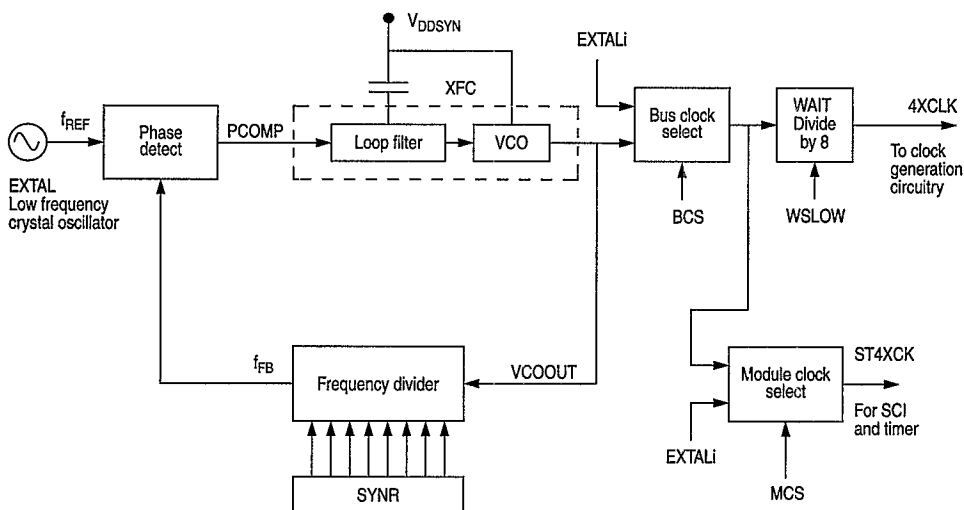 VDDSYN
EXTALi
XFC
fREF
Phase
detect
PCOMP
Loop filter
VCO
Bus clock
select
WAIT
Divide
by 8
4XCLK
To clock
generation
circuitry
EXTAL
Low frequency
crystal oscillator
BCS
WSLOW
fFB
Frequency divider
VCOOUT
Module clock
select
ST4XCK
For SCI
and timer
EXTALi
SYNR
MCS